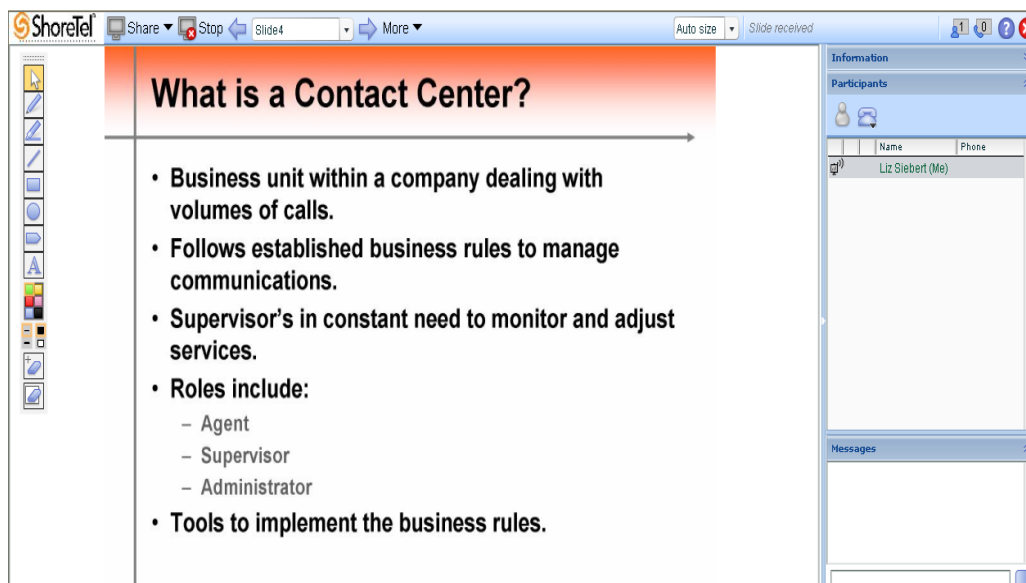 ShoreTel Share Stop Slide4 More Auto size Slide received 1 0 ?
Information
Participants
Name Phone
Liz Siebert (Me)
What is a Contact Center?
• Business unit within a company dealing with
volumes of calls.
• Follows established business rules to manage
communications.
• Supervisor's in constant need to monitor and adjust
services.
• Roles include:
– Agent
– Supervisor
– Administrator
• Tools to implement the business rules.
A
Messages